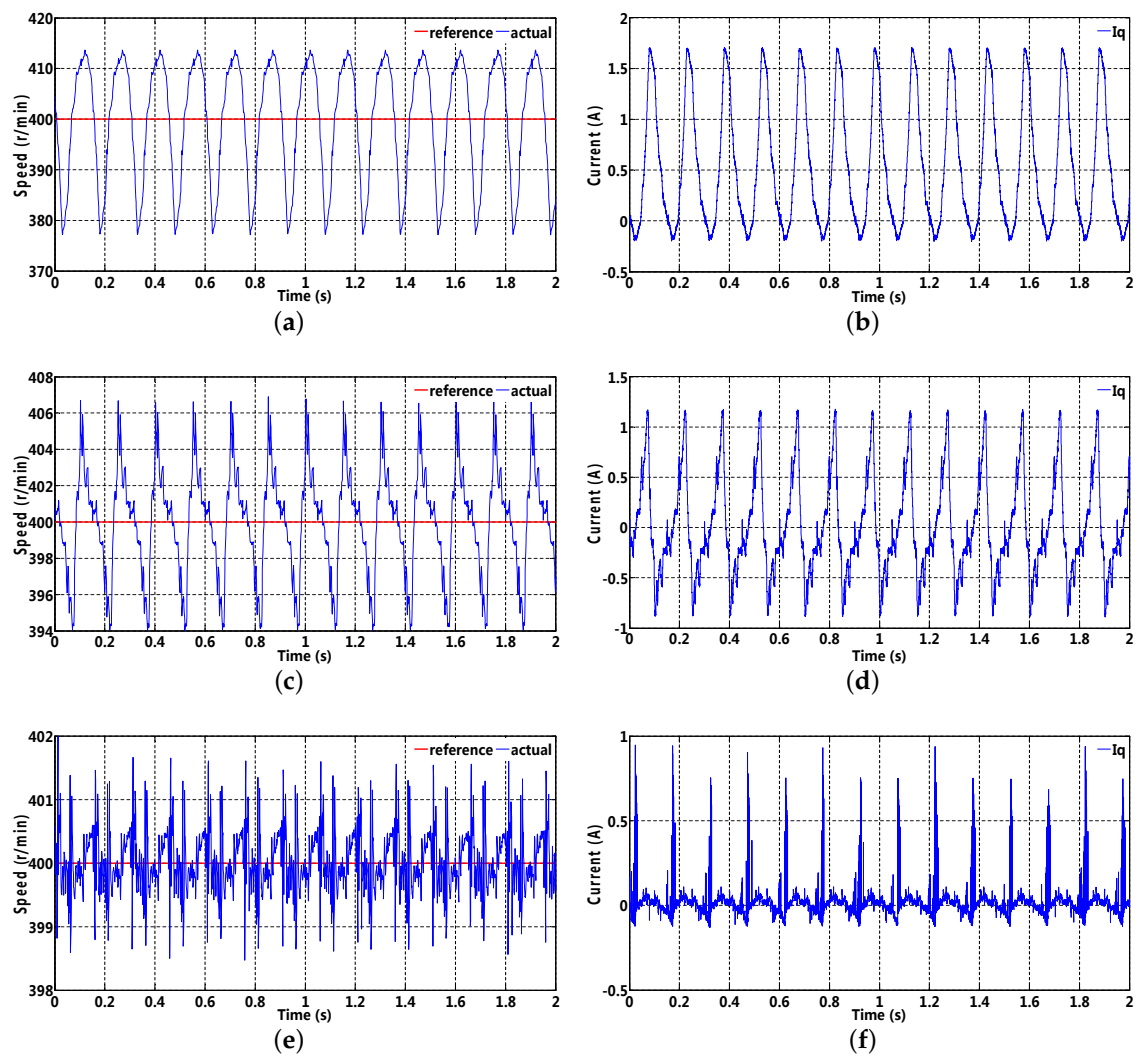 420
410
400
390
380
370
Speed (r/min)
reference actual
0 0.2 0.4 0.6 0.8 1 1.2 1.4 1.6 1.8 2
Time (s)
(a)
2
1.5
1
0.5
0
-0.5
Current (A)
Iq
0 0.2 0.4 0.6 0.8 1 1.2 1.4 1.6 1.8 2
Time (s)
(b)
408
406
404
402
400
398
396
394
Speed (r/min)
reference actual
0 0.2 0.4 0.6 0.8 1 1.2 1.4 1.6 1.8 2
Time (s)
(c)
1.5
1
0.5
0
-0.5
-1
Current (A)
Iq
0 0.2 0.4 0.6 0.8 1 1.2 1.4 1.6 1.8 2
Time (s)
(d)
402
401
400
399
398
Speed (r/min)
reference actual
0 0.2 0.4 0.6 0.8 1 1.2 1.4 1.6 1.8 2
Time (s)
(e)
1
0.5
0
-0.5
Current (A)
Iq
0 0.2 0.4 0.6 0.8 1 1.2 1.4 1.6 1.8 2
Time (s)
(f)